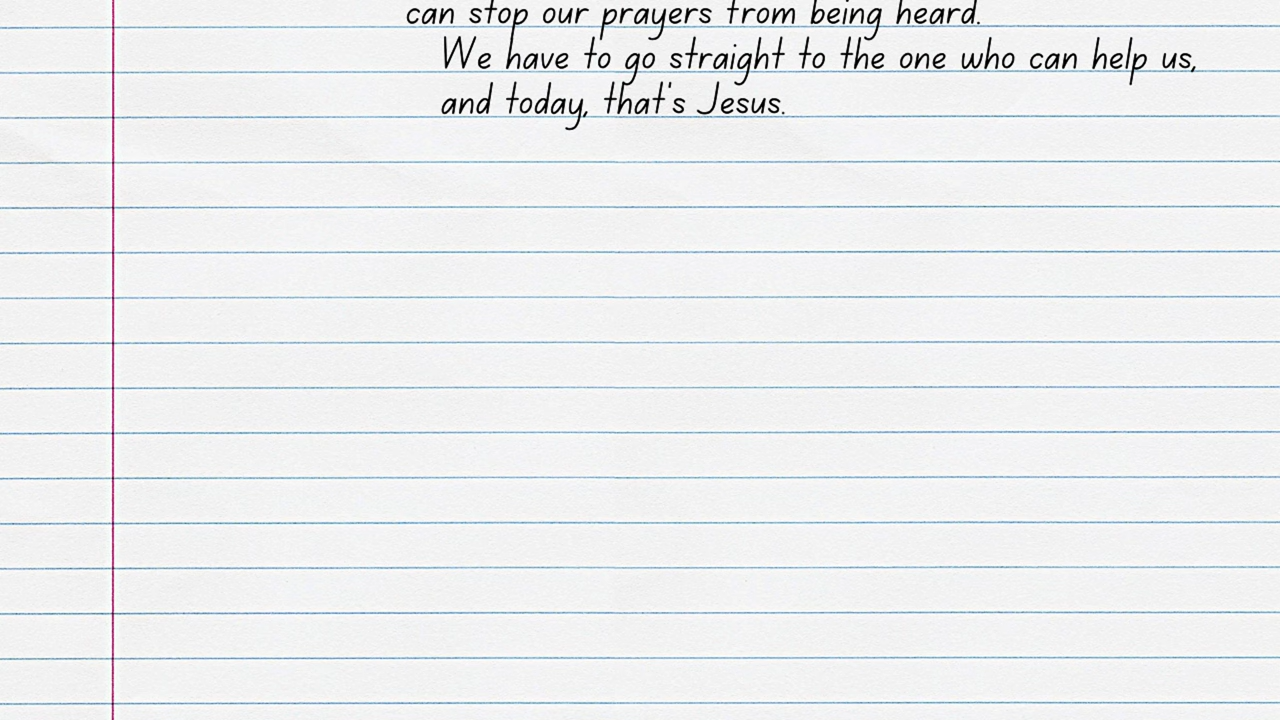 can stop our prayers from being heard.
We have to go straight to the one who can help us,
and today, that's Jesus.